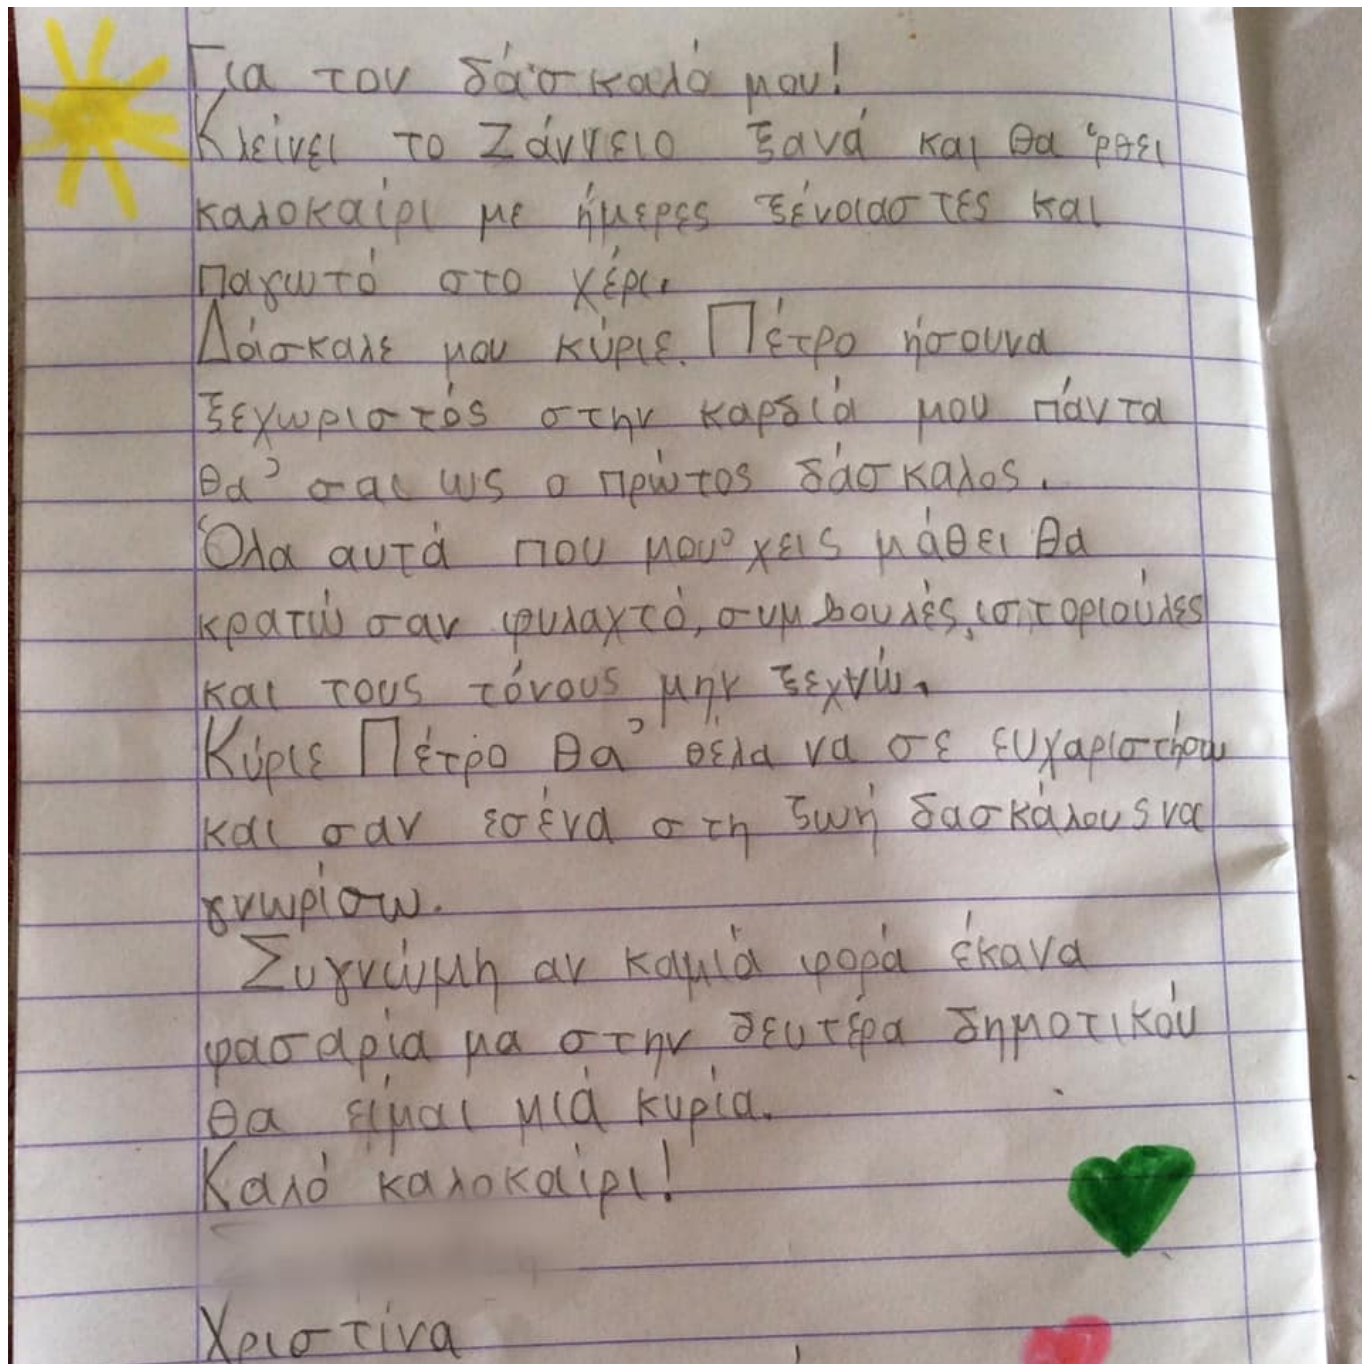 Για τον δάσκαλό μου!
Κλείνει το Ζάννειο ξανά και θα 'ρθει
καλοκαίρι με ήμερες ξένοιαστες και
παγωτό στο χέρι.
Δάσκαλε μου κύριε Πέτρο ήσουνα
ξεχωριστός στην καρδιά μου πάντα
θα 'σαι ως ο πρώτος δάσκαλος.
Όλα αυτά που μου 'χεις μάθει θα
κρατώ σαν φυλαχτό, συμβουλές, ιστοριούλες
και τους τόνους μην ξεχνώ.
Κύριε Πέτρο θα 'θελα να σε ευχαριστήσω
και σαν εσένα στη ζωή δασκάλους να
γνωρίσω.
Συγνώμη αν καμιά φορά έκανα
φασαρία μα στην δευτέρα δημοτικού
θα είμαι μιά κυρία.
Καλό καλοκαίρι!
Χριστίνα